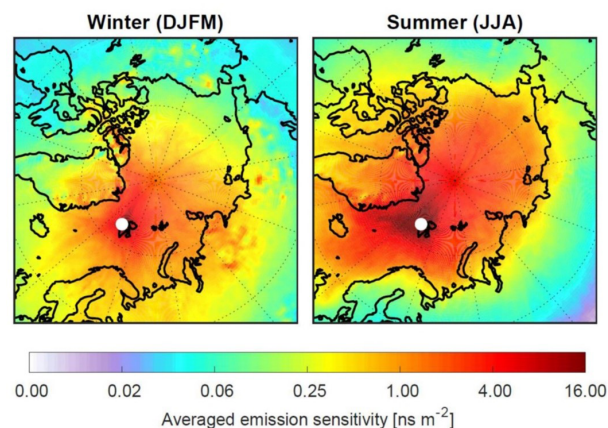 Winter (DJFM) Summer (JJA)
0.00 0.02 0.06 0.25 1.00 4.00 16.00
Averaged emission sensitivity [ns m⁻²]